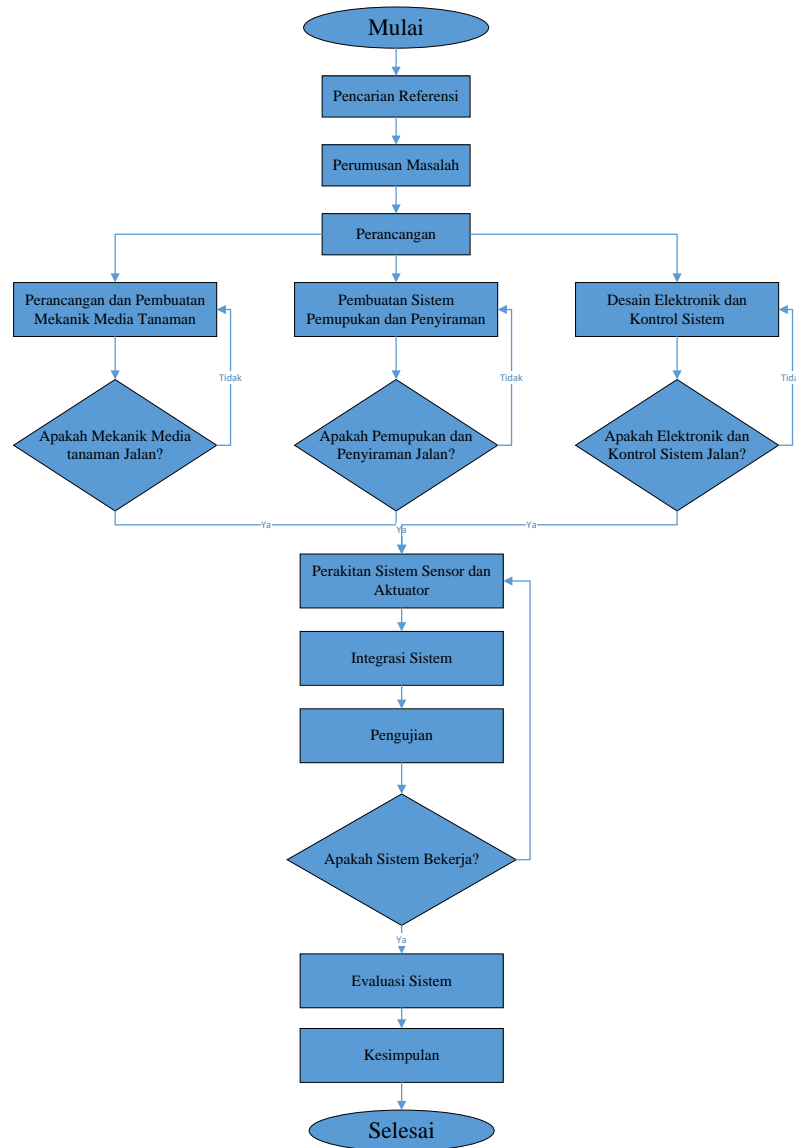 Mulai
Pencarian Referensi
Perumusan Masalah
Perancangan
Perancangan dan Pembuatan
Mekanik Media Tanaman
Pembuatan Sistem
Pemupukan dan Penyiraman
Desain Elektronik dan
Kontrol Sistem
Tidak
Tidak
Tida
Apakah Mekanik Media
tanaman Jalan?
Apakah Pemupukan dan
Penyiraman Jalan?
Apakah Elektronik dan
Kontrol Sistem Jalan?
Ya
Ya
Ya
Perakitan Sistem Sensor dan
Aktuator
Integrasi Sistem
Pengujian
Apakah Sistem Bekerja?
Ya
Evaluasi Sistem
Kesimpulan
Selesai